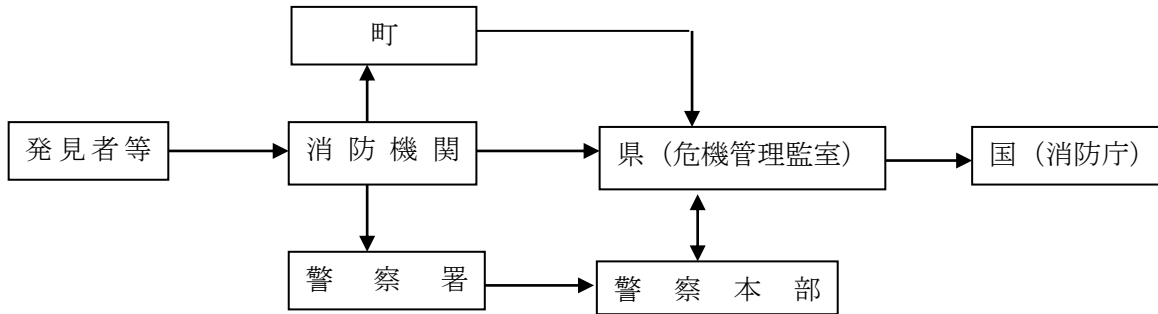 町
発見者等
消防機関
県（危機管理監室）
国（消防庁）
警察署
警察本部